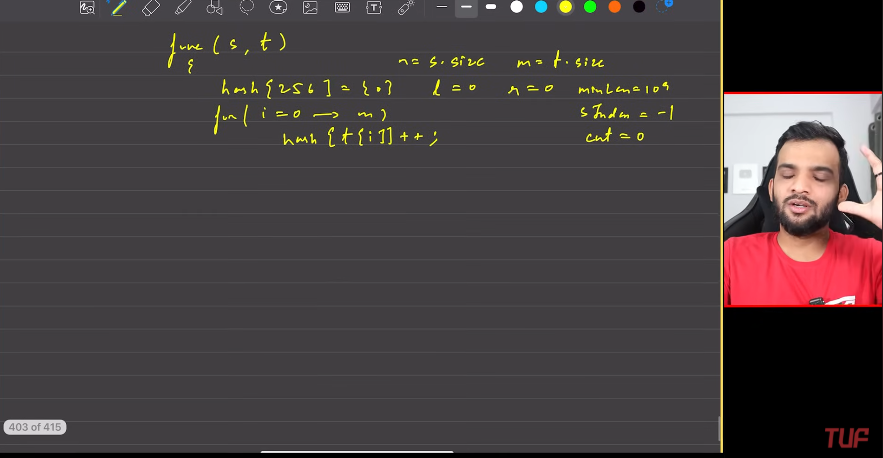 func(s, t)
{
n = s.size m = t.size
hash[256] = {0} l = 0 r = 0 minLen = 10⁹
for( i = 0 → m) sIndex = -1
hash[t[i]]++; cnt = 0
403 of 415
TUF